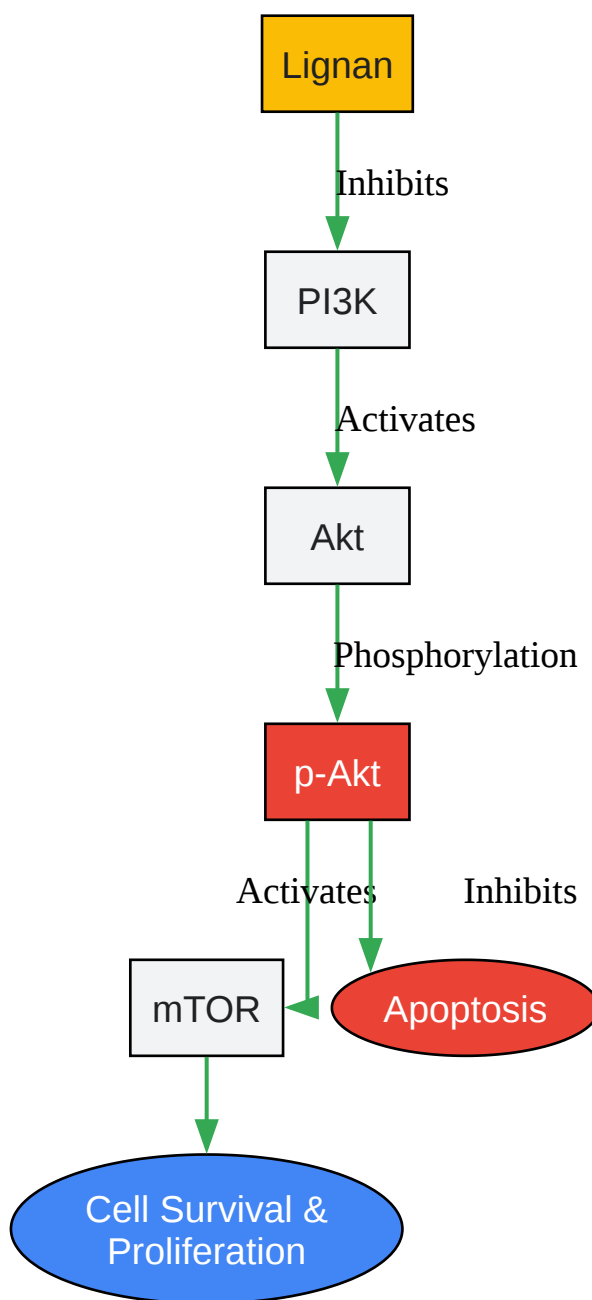 Lignan
Inhibits
PI3K
Activates
Akt
Phosphorylation
p-Akt
Activates
Inhibits
mTOR
Apoptosis
Cell Survival &
Proliferation